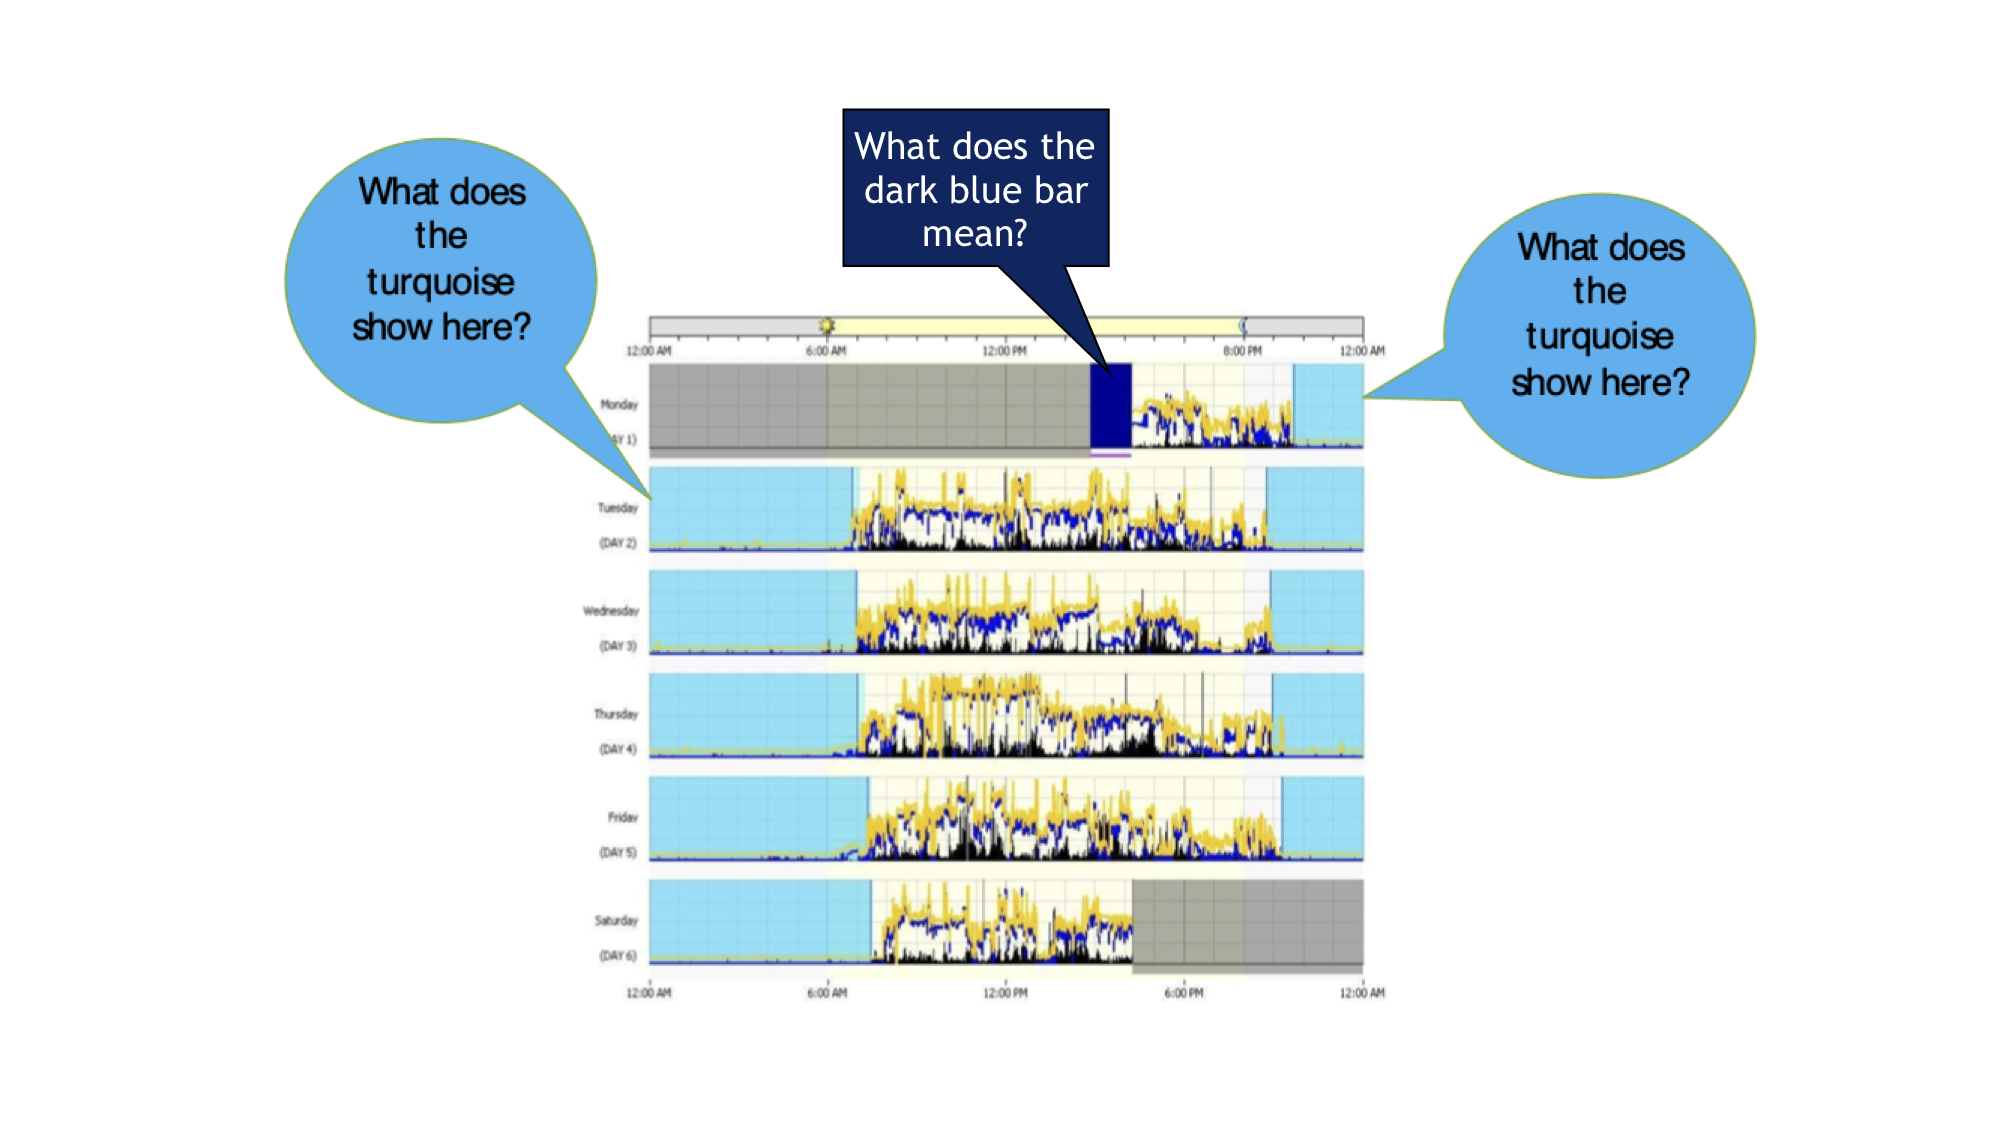 What does the
dark blue bar
mean?
What does
the
turquoise
show here?
What does
the
turquoise
show here?
12:00 AM
6:00 AM
12:00 PM
8:00 PM
12:00 AM
Monday
AY 1)
Tuesday
(DAY 2)
Wednesday
(DAY 3)
Thursday
(DAY 4)
Friday
(DAY 5)
Saturday
(DAY 6)
12:00 AM
6:00 AM
12:00 PM
6:00 PM
12:00 AM